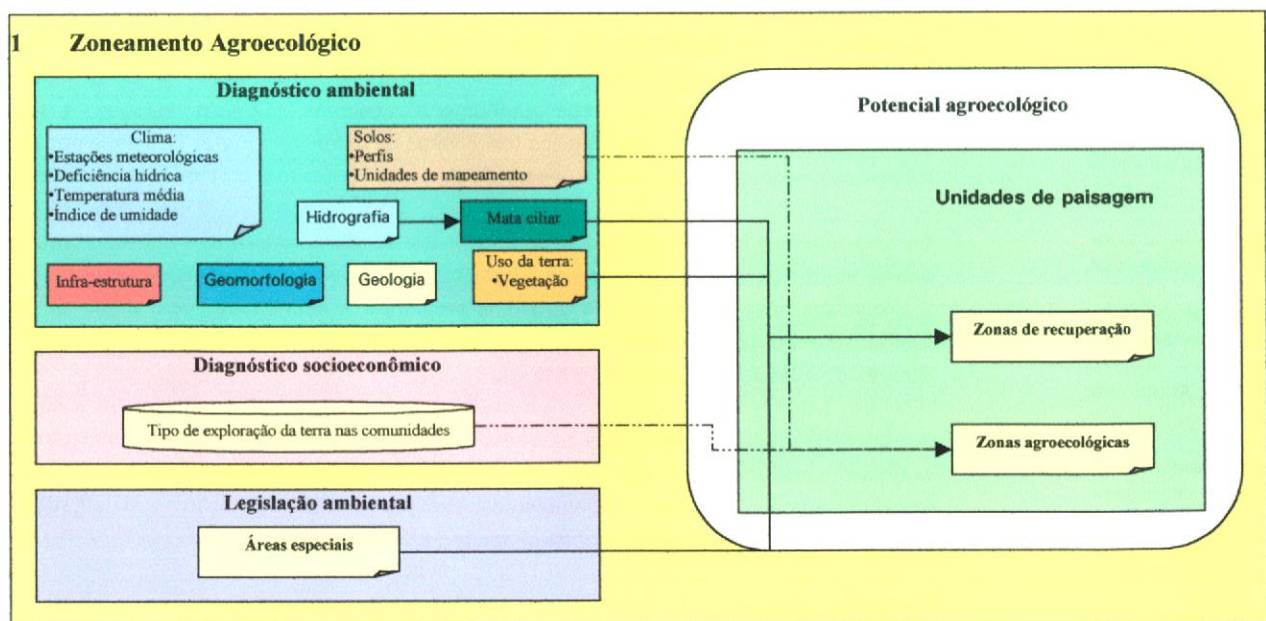 1 Zoneamento Agroecológico
Diagnóstico ambiental
Clima:
•Estações meteorológicas
•Deficiência hídrica
•Temperatura média
•Índice de umidade
Solos:
•Perfis
•Unidades de mapeamento
Hidrografia
Mata ciliar
Infra-estrutura
Geomorfologia
Geologia
Uso da terra:
•Vegetação
Diagnóstico socioeconômico
Tipo de exploração da terra nas comunidades
Legislação ambiental
Áreas especiais
Potencial agroecológico
Unidades de paisagem
Zonas de recuperação
Zonas agroecológicas